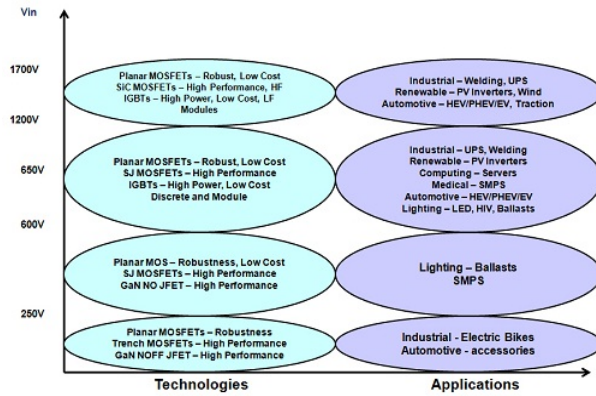 Vin
1700V
Planar MOSFETs – Robust, Low Cost
SiC MOSFETs – High Performance, HF
IGBTs – High Power, Low Cost, LF
Modules
Industrial – Welding, UPS
Renewable – PV Inverters, Wind
Automotive – HEV/PHEV/EV, Traction
1200V
650V
Planar MOSFETs – Robust, Low Cost
SJ MOSFETs – High Performance
IGBTs – High Power, Low Cost
Discrete and Module
Industrial – UPS, Welding
Renewable – PV Inverters
Computing – Servers
Medical – SMPS
Automotive – HEV/PHEV/EV
Lighting – LED, HIV, Ballasts
600V
Planar MOS – Robustness, Low Cost
SJ MOSFETs – High Performance
GaN NO JFET – High Performance
Lighting – Ballasts
SMPS
250V
Planar MOSFETs – Robustness
Trench MOSFETs – High Performance
GaN NOFF JFET – High Performance
Industrial - Electric Bikes
Automotive - accessories
Technologies
Applications